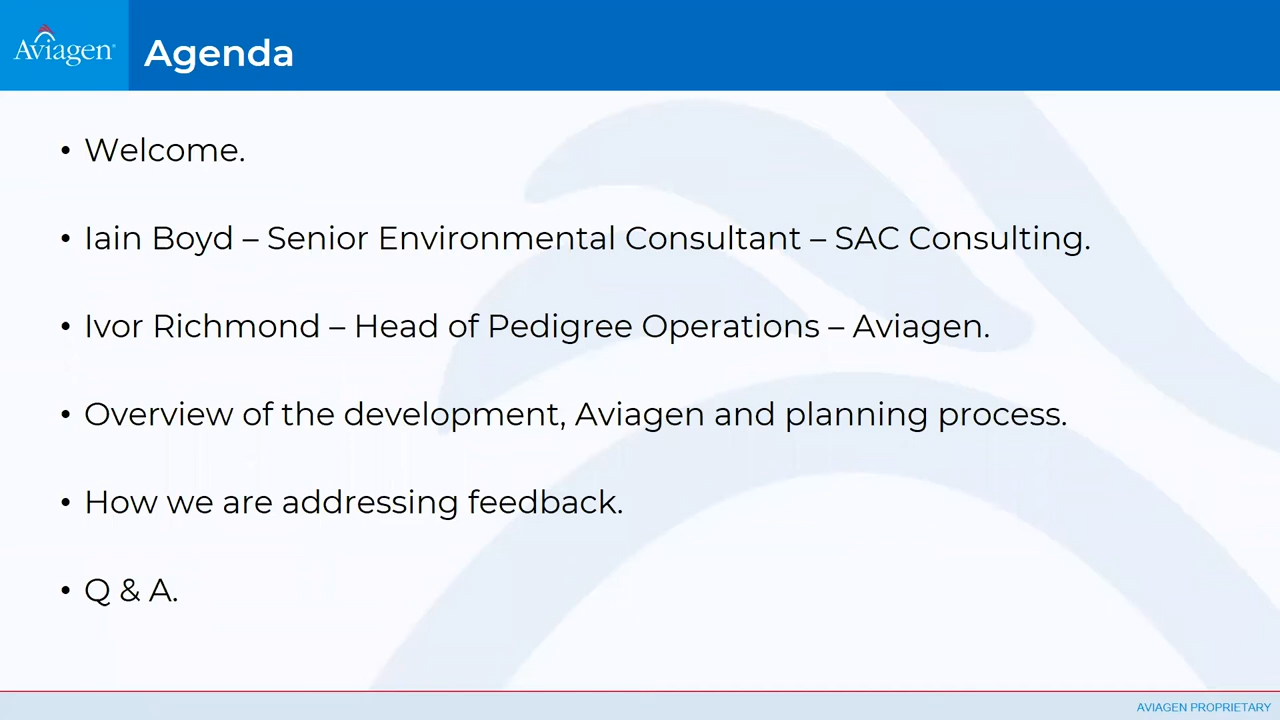 Aviagen®
Agenda
• Welcome.
• Iain Boyd – Senior Environmental Consultant – SAC Consulting.
• Ivor Richmond – Head of Pedigree Operations – Aviagen.
• Overview of the development, Aviagen and planning process.
• How we are addressing feedback.
• Q & A.
AVIAGEN PROPRIETARY